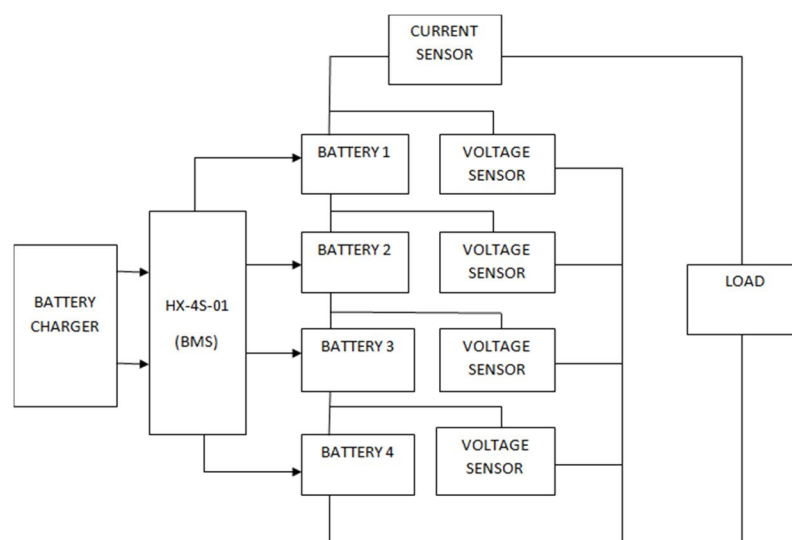 CURRENT
SENSOR
BATTERY 1
VOLTAGE
SENSOR
BATTERY 2
VOLTAGE
SENSOR
BATTERY
CHARGER
HX-4S-01
(BMS)
LOAD
BATTERY 3
VOLTAGE
SENSOR
BATTERY 4
VOLTAGE
SENSOR